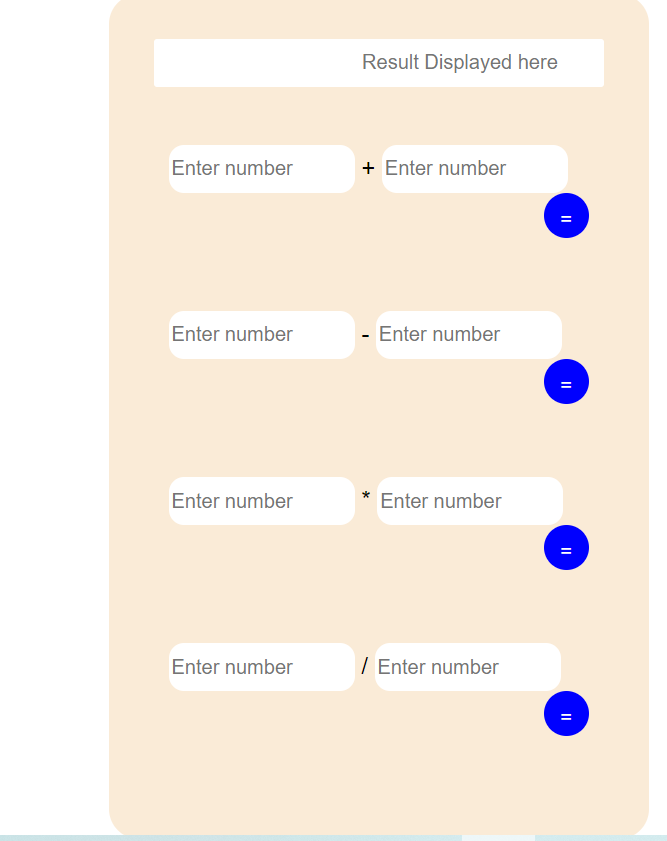 Result Displayed here
Enter number + Enter number
=
Enter number - Enter number
=
Enter number * Enter number
=
Enter number / Enter number
=